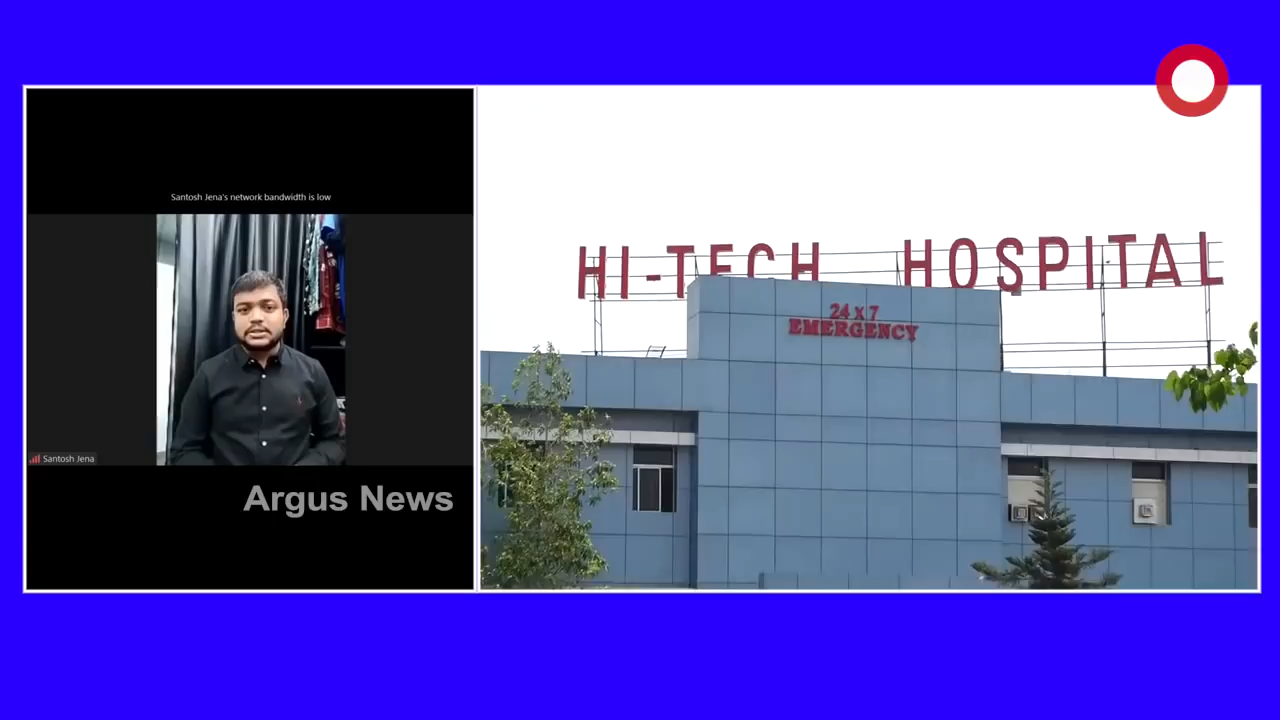 Santosh Jena's network bandwidth is low
Santosh Jena
Argus News
HI-TECH HOSPITAL
24 x 7
EMERGENCY